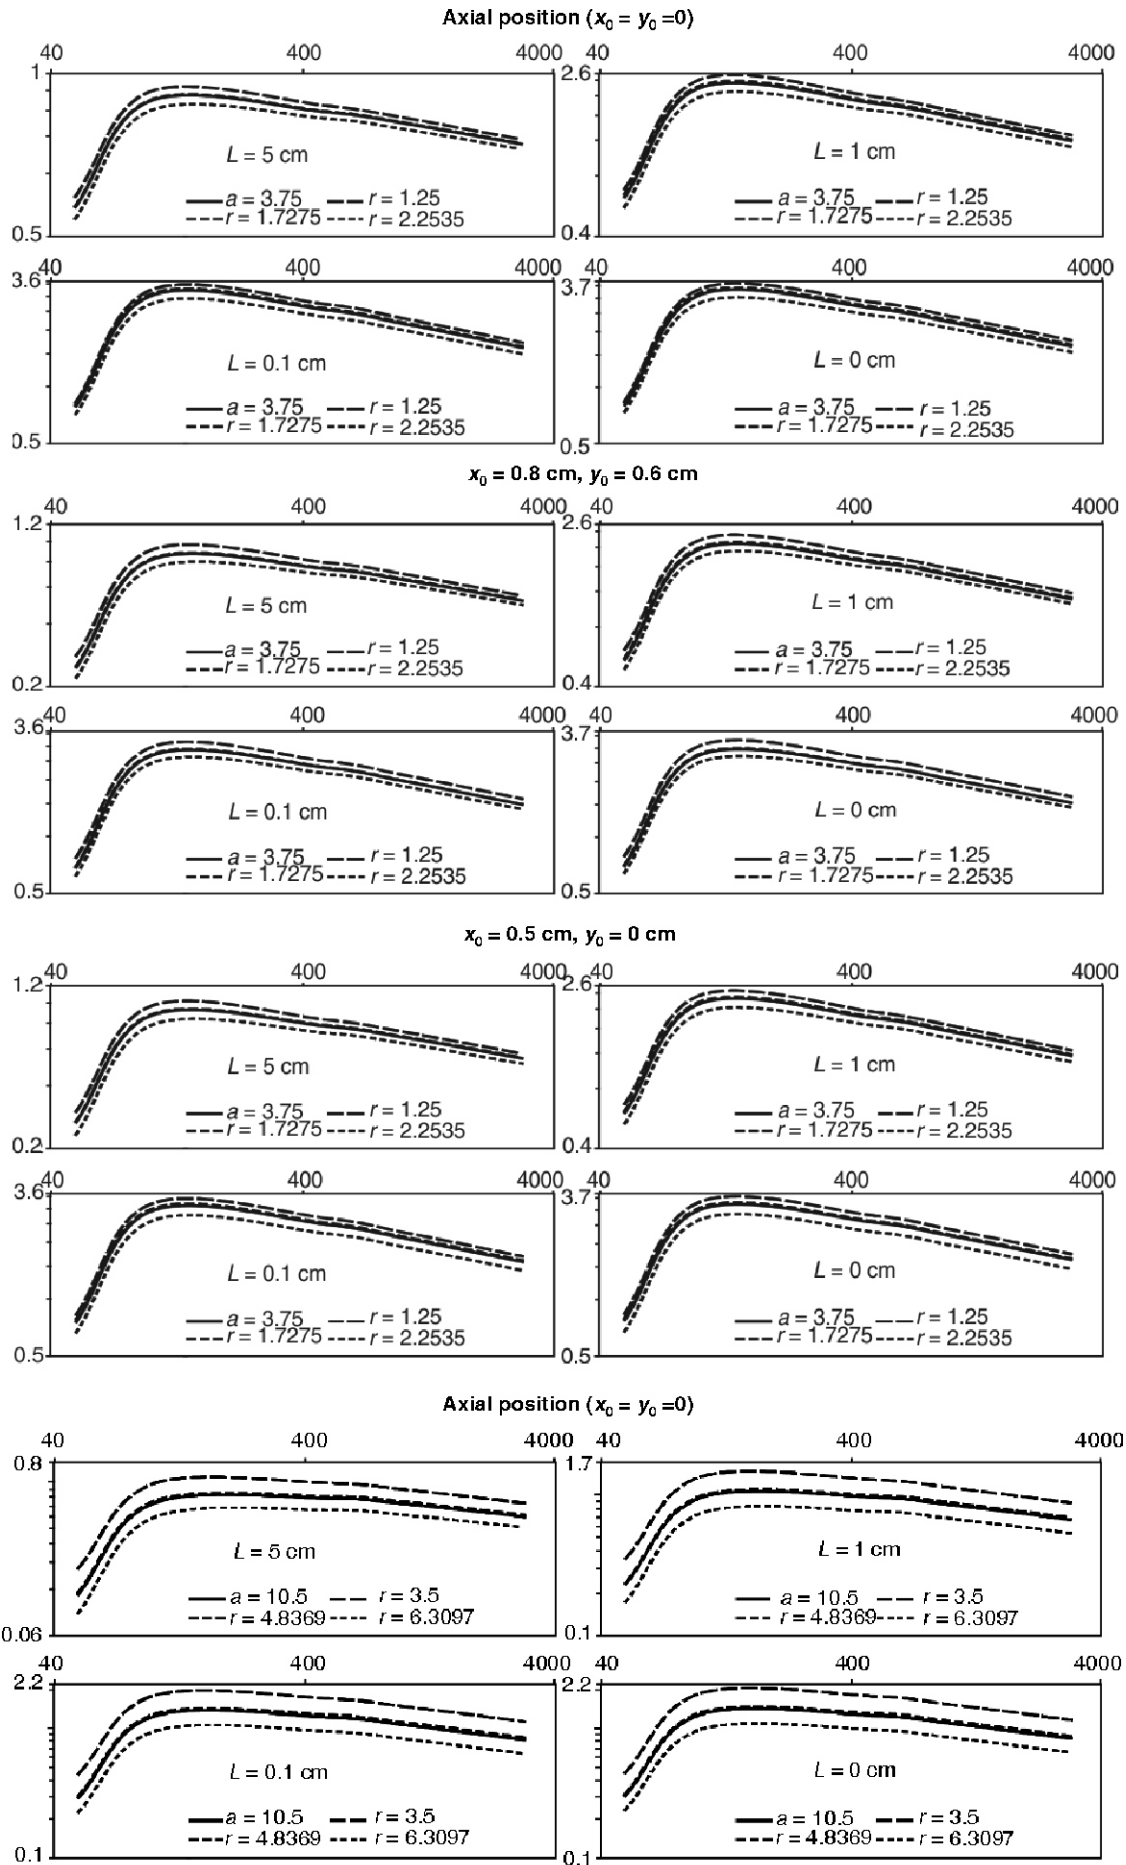 Axial position (x0 = y0 =0)
40 400 4000 40 400 4000
1 2.6
L = 5 cm L = 1 cm
a = 3.75 r = 1.25 a = 3.75 r = 1.25
r = 1.7275 r = 2.2535 r = 1.7275 r = 2.2535
0.5 0.4
40 400 4000 40 400 4000
3.6 3.7
L = 0.1 cm L = 0 cm
a = 3.75 r = 1.25 a = 3.75 r = 1.25
r = 1.7275 r = 2.2535 r = 1.7275 r = 2.2535
0.5 0.5
x0 = 0.8 cm, y0 = 0.6 cm
40 400 4000 40 400 4000
1.2 2.6
L = 5 cm L = 1 cm
a = 3.75 r = 1.25 a = 3.75 r = 1.25
r = 1.7275 r = 2.2535 r = 1.7275 r = 2.2535
0.2 0.4
40 400 4000 40 400 4000
3.6 3.7
L = 0.1 cm L = 0 cm
a = 3.75 r = 1.25 a = 3.75 r = 1.25
r = 1.7275 r = 2.2535 r = 1.7275 r = 2.2535
0.5 0.5
x0 = 0.5 cm, y0 = 0 cm
40 400 4000 40 400 4000
1.2 2.6
L = 5 cm L = 1 cm
a = 3.75 r = 1.25 a = 3.75 r = 1.25
r = 1.7275 r = 2.2535 r = 1.7275 r = 2.2535
0.2 0.4
40 400 4000 40 400 4000
3.6 3.7
L = 0.1 cm L = 0 cm
a = 3.75 r = 1.25 a = 3.75 r = 1.25
r = 1.7275 r = 2.2535 r = 1.7275 r = 2.2535
0.5 0.5
Axial position (x0 = y0 =0)
40 400 4000 40 400 4000
0.8 1.7
L = 5 cm L = 1 cm
a = 10.5 r = 3.5 a = 10.5 r = 3.5
r = 4.8369 r = 6.3097 r = 4.8369 r = 6.3097
0.06 0.1
40 400 4000 40 400 4000
2.2 2.2
L = 0.1 cm L = 0 cm
a = 10.5 r = 3.5 a = 10.5 r = 3.5
r = 4.8369 r = 6.3097 r = 4.8369 r = 6.3097
0.1 0.1